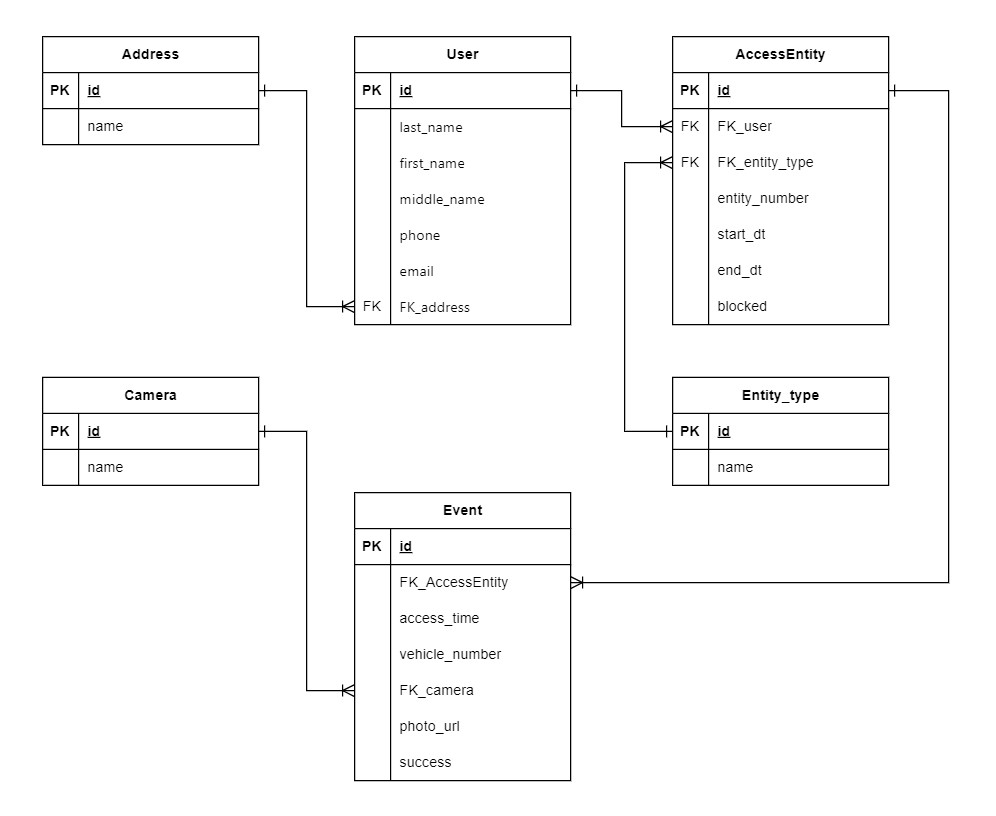 Address
PK id
name
User
PK id
last_name
first_name
middle_name
phone
email
FK FK_address
AccessEntity
PK id
FK FK_user
FK FK_entity_type
entity_number
start_dt
end_dt
blocked
Camera
PK id
name
Entity_type
PK id
name
Event
PK id
FK_AccessEntity
access_time
vehicle_number
FK_camera
photo_url
success